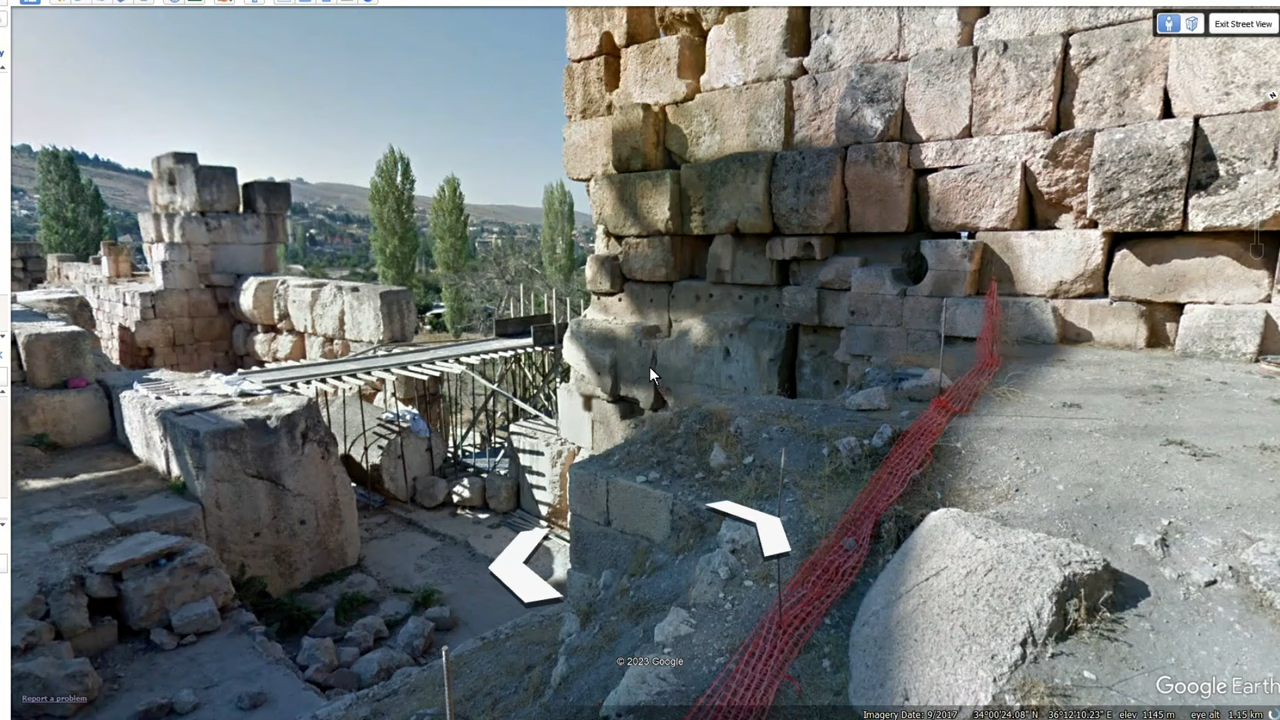 Exit Street View
© 2023 Google
Report a problem
Google Earth
Imagery Date: 9/2017 34°00'24.08" N 36°12'10.23" E elev 1145 m eye alt 1.15 km